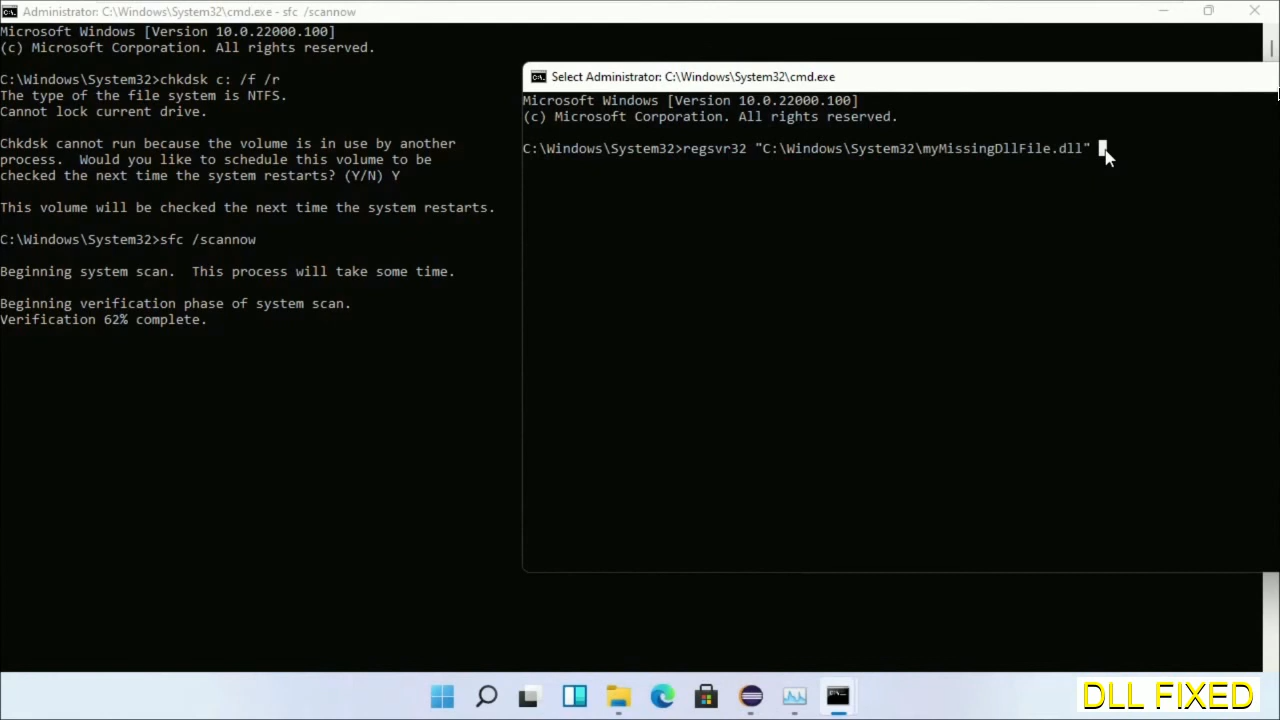 Administrator: C:\Windows\System32\cmd.exe - sfc /scannow
Microsoft Windows [Version 10.0.22000.100]
(c) Microsoft Corporation. All rights reserved.
C:\Windows\System32>chkdsk c: /f /r
The type of the file system is NTFS.
Cannot lock current drive.
Chkdsk cannot run because the volume is in use by another
process.  Would you like to schedule this volume to be
checked the next time the system restarts? (Y/N) Y
This volume will be checked the next time the system restarts.
C:\Windows\System32>sfc /scannow
Beginning system scan.  This process will take some time.
Beginning verification phase of system scan.
Verification 62% complete.
Select Administrator: C:\Windows\System32\cmd.exe
Microsoft Windows [Version 10.0.22000.100]
(c) Microsoft Corporation. All rights reserved.
C:\Windows\System32>regsvr32 "C:\Windows\System32\myMissingDllFile.dll"
DLL FIXED